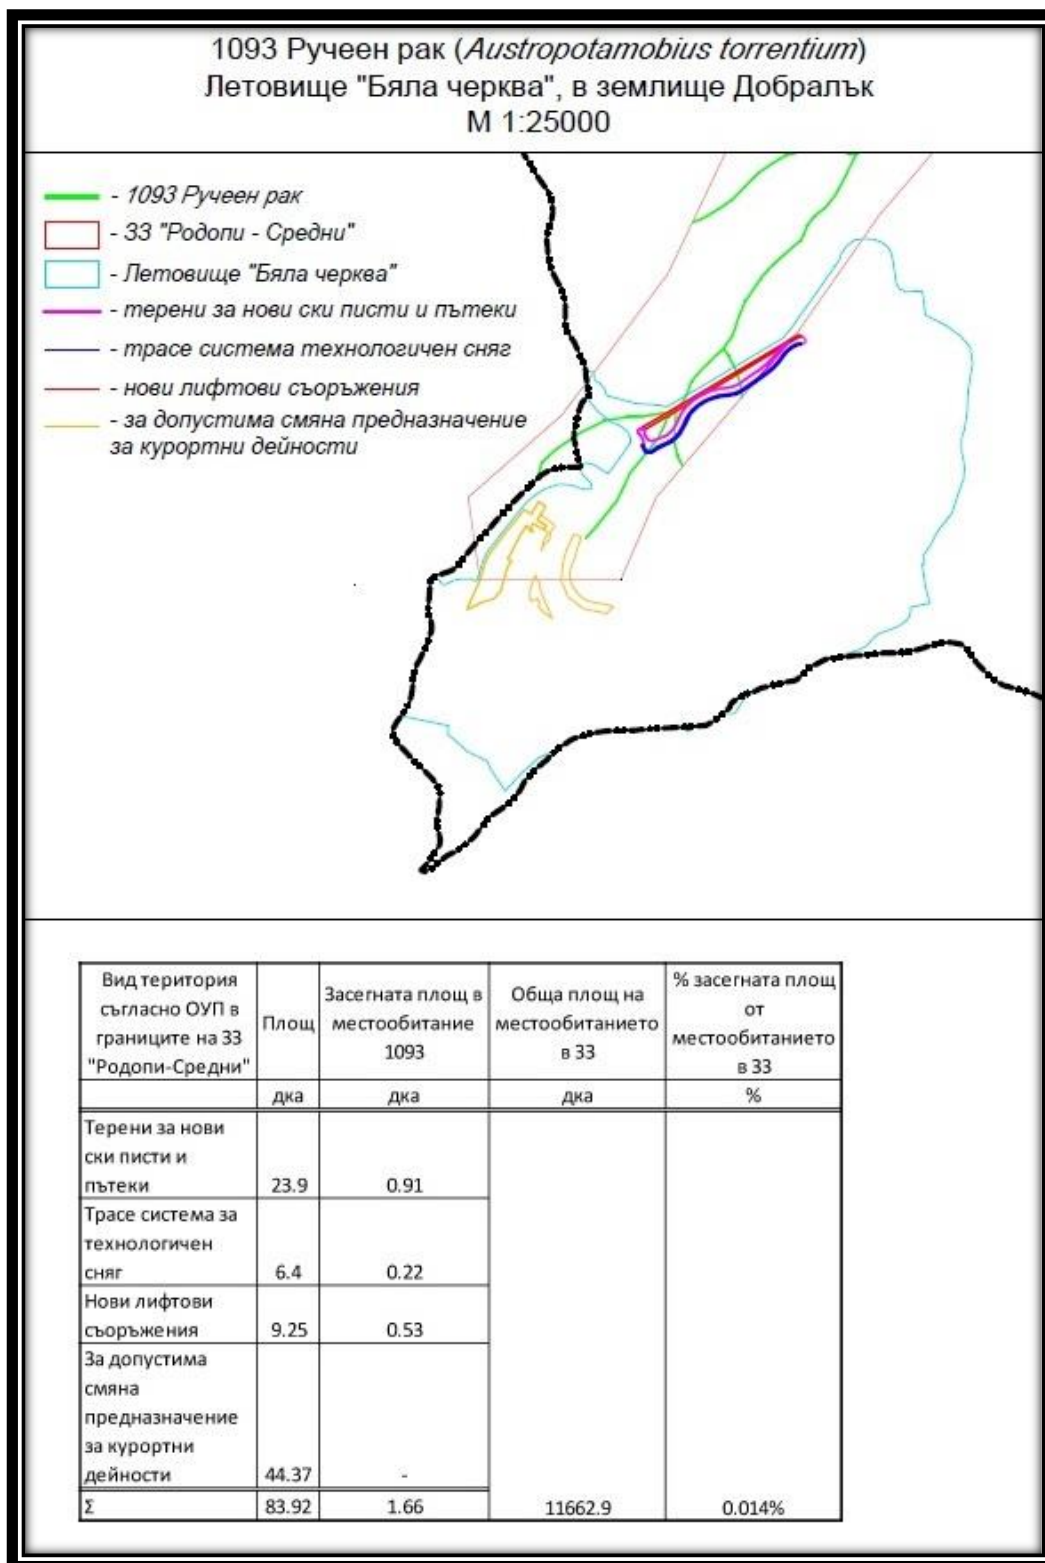 1093 Ручеен рак (Austropotamobius torrentium)
Летовище "Бяла черква", в землище Добралък
М 1:25000
- 1093 Ручеен рак
- ЗЗ "Родопи - Средни"
- Летовище "Бяла черква"
- терени за нови ски писти и пътеки
- трасе система технологичен сняг
- нови лифтови съоръжения
- за допустима смяна предназначение
за курортни дейности
Вид територия
съгласно ОУП в
границите на ЗЗ
"Родопи-Средни"
Площ
Засегната площ в
местообитание
1093
Обща площ на
местообитанието
в ЗЗ
% засегната площ
от
местообитанието
в ЗЗ
дка дка дка %
Терени за нови
ски писти и
пътеки 23.9 0.91
Трасе система за
технологичен
сняг 6.4 0.22
Нови лифтови
съоръжения 9.25 0.53
За допустима
смяна
предназначение
за курортни
дейности 44.37 -
Σ 83.92 1.66 11662.9 0.014%